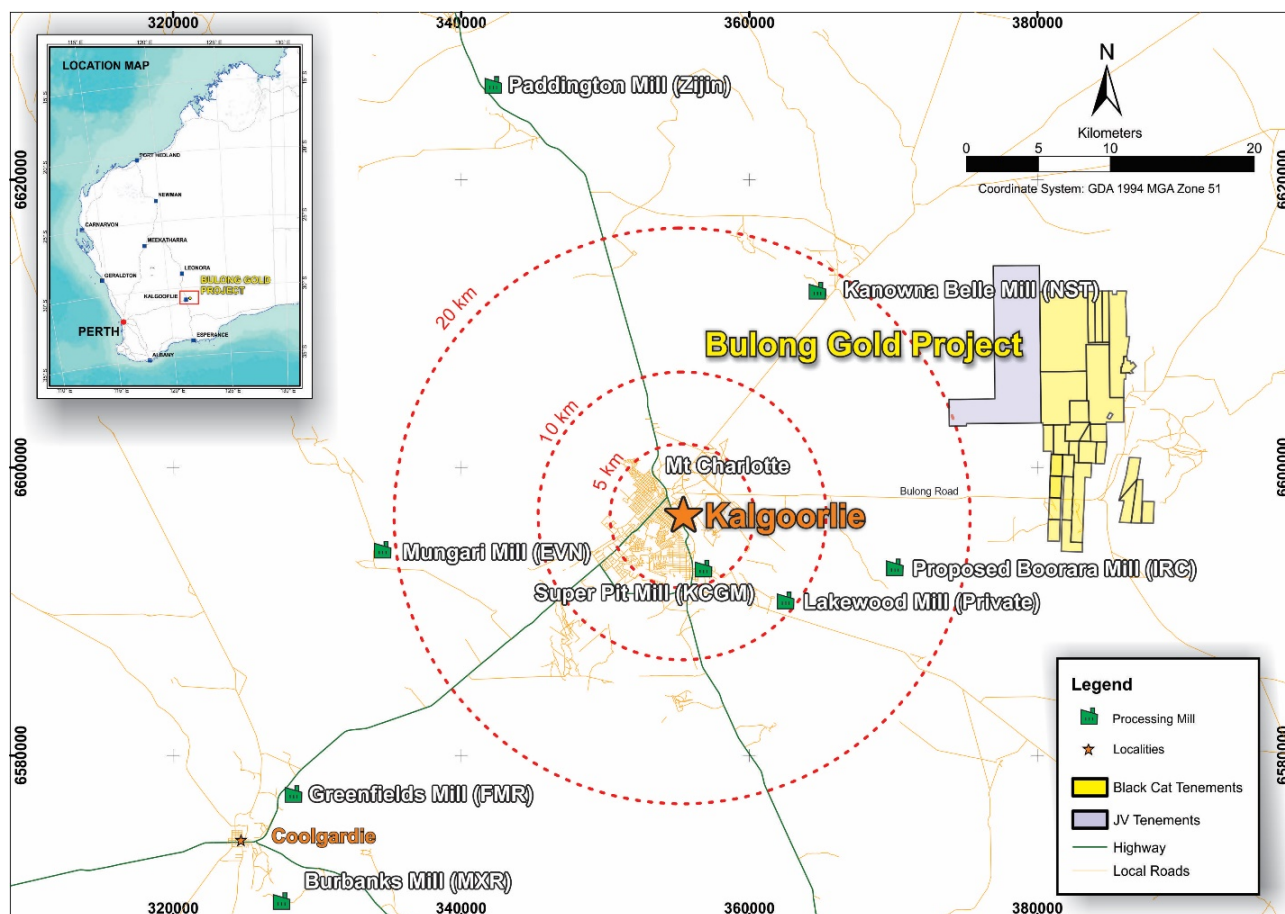 320000
340000
360000
380000
LOCATION MAP
115° E
120° E
125° E
130° E
PORT HEDLAND
NEWMAN
CARNARVON
MEEKATHARRA
LEONORA
GERALDTON
BULONG GOLD
PROJECT
KALGOORLIE
PERTH
ESPERANCE
ALBANY
Paddington Mill (Zijin)
N
Kilometers
0
5
10
20
Coordinate System: GDA 1994 MGA Zone 51
6620000
6620000
20 km
Kanowna Belle Mill (NST)
Bulong Gold Project
10 km
5 km
Mt Charlotte
6600000
6600000
Bulong Road
Kalgoorlie
Mungari Mill (EVN)
Super Pit Mill (KCGM)
Proposed Boorara Mill (IRC)
Lakewood Mill (Private)
6580000
6580000
Greenfields Mill (FMR)
Coolgardie
Burbanks Mill (MXR)
Legend
Processing Mill
Localities
Black Cat Tenements
JV Tenements
Highway
Local Roads
320000
340000
360000
380000